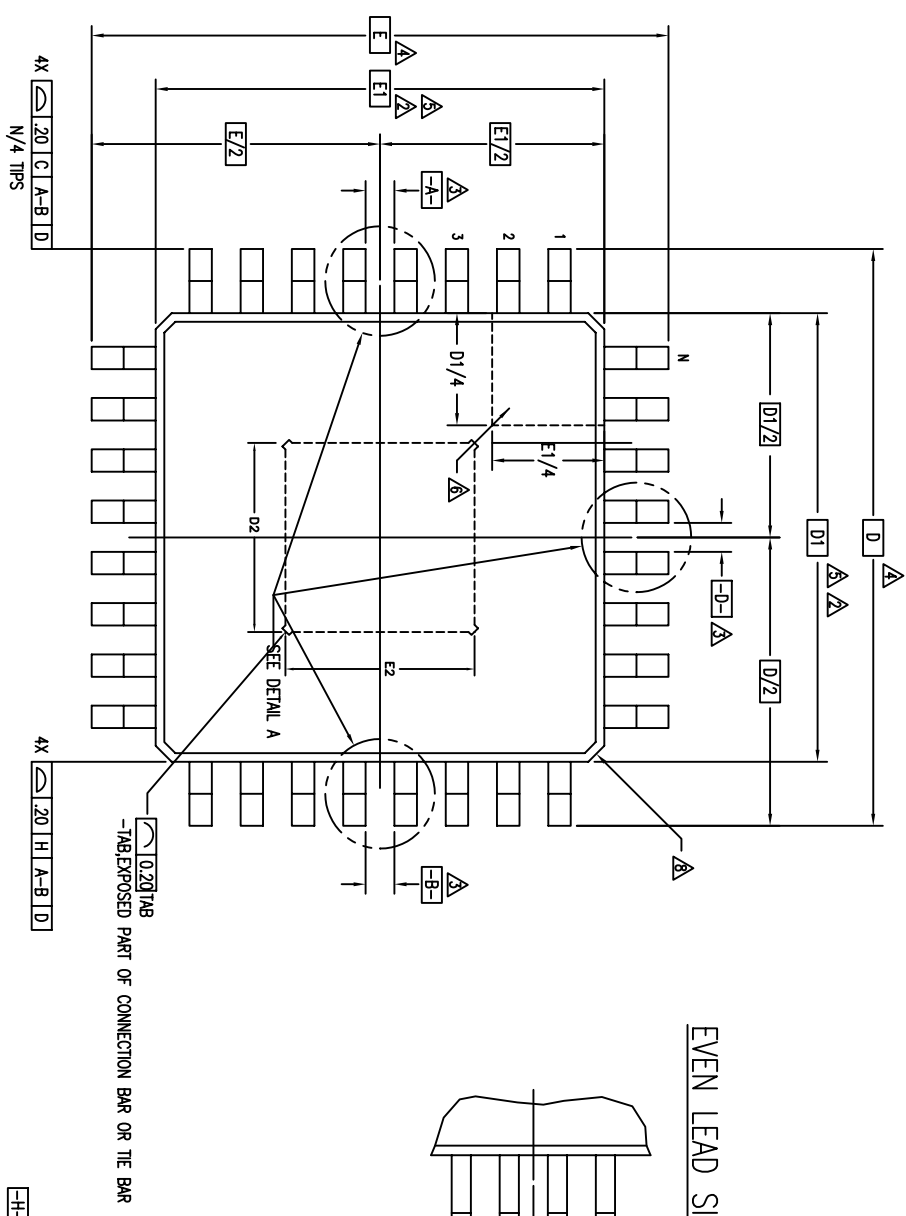 D 4
D1 5 2
D1/2
D/2
-D- 3
N
8
E 4
E1 2 5
E/2
E1/2
-A- 3
1
2
3
D1/4
E1/4
6
D2
E2
SEE DETAIL A
-B- 3
4X .20 C A-B D
N/4 TIPS
4X .20 H A-B D
0.20 TAB
-TAB,EXPOSED PART OF CONNECTION BAR OR TIE BAR
EVEN LEAD SI
-H-